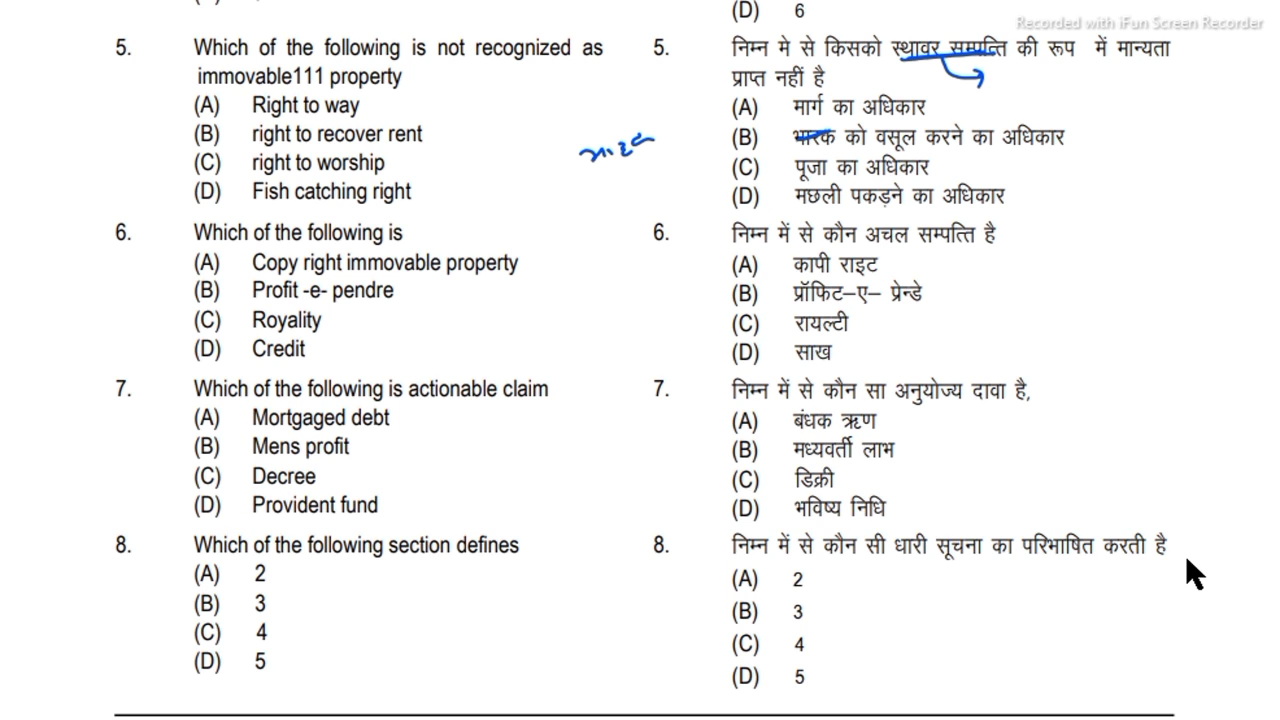 (D) 6
Recorded with iFun Screen Recorder
5. Which of the following is not recognized as
immovable111 property
(A) Right to way
(B) right to recover rent
(C) right to worship
(D) Fish catching right
6. Which of the following is
(A) Copy right immovable property
(B) Profit -e- pendre
(C) Royality
(D) Credit
7. Which of the following is actionable claim
(A) Mortgaged debt
(B) Mens profit
(C) Decree
(D) Provident fund
8. Which of the following section defines
(A) 2
(B) 3
(C) 4
(D) 5
5. निम्न मे से किसको स्थावर सम्पत्ति की रूप में मान्यता
प्राप्त नहीं है
(A) मार्ग का अधिकार
(B) भारक को वसूल करने का अधिकार
(C) पूजा का अधिकार
(D) मछली पकड़ने का अधिकार
6. निम्न में से कौन अचल सम्पत्ति है
(A) कापी राइट
(B) प्रॉफिट–ए– प्रेन्डे
(C) रायल्टी
(D) साख
7. निम्न में से कौन सा अनुयोज्य दावा है,
(A) बंधक ऋण
(B) मध्यवर्ती लाभ
(C) डिक्री
(D) भविष्य निधि
8. निम्न में से कौन सी धारी सूचना का परिभाषित करती है
(A) 2
(B) 3
(C) 4
(D) 5